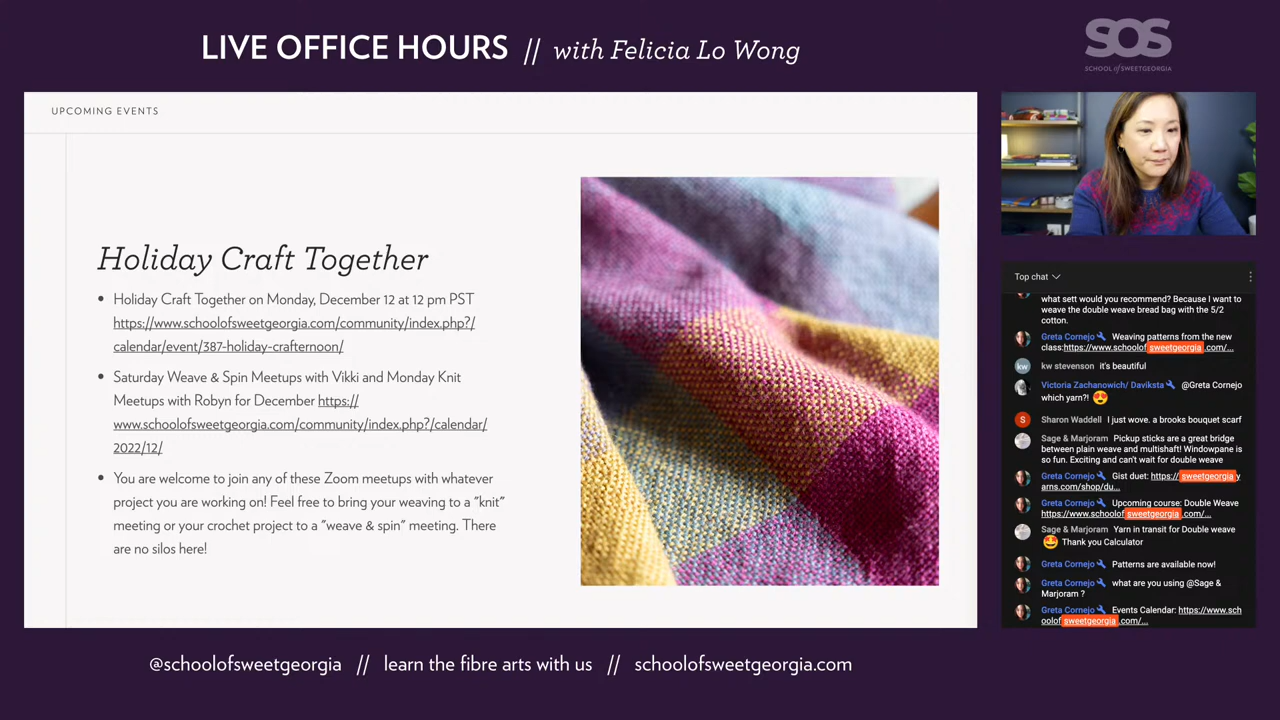 LIVE OFFICE HOURS // with Felicia Lo Wong
SOS
SCHOOL of SWEETGEORGIA
UPCOMING EVENTS
Holiday Craft Together
• Holiday Craft Together on Monday, December 12 at 12 pm PST
https://www.schoolofsweetgeorgia.com/community/index.php?/
calendar/event/387-holiday-crafternoon/
• Saturday Weave & Spin Meetups with Vikki and Monday Knit
Meetups with Robyn for December https://
www.schoolofsweetgeorgia.com/community/index.php?/calendar/
2022/12/
• You are welcome to join any of these Zoom meetups with whatever
project you are working on! Feel free to bring your weaving to a "knit"
meeting or your crochet project to a "weave & spin" meeting. There
are no silos here!
Top chat
what sett would you recommend? Because I want to
weave the double weave bread bag with the 5/2
cotton.
Greta Cornejo Weaving patterns from the new
class:https://www.schoolof sweetgeorgia .com/...
kw
kw stevenson it's beautiful
Victoria Zachanowich/ Daviksta @Greta Cornejo
which yarn?! 😍
S
Sharon Waddell I just wove. a brooks bouquet scarf
Sage & Marjoram Pickup sticks are a great bridge
between plain weave and multishaft! Windowpane is
so fun. Exciting and can't wait for double weave
Greta Cornejo Gist duet: https:// sweetgeorgia y
arns.com/shop/du...
Greta Cornejo Upcoming course: Double Weave
https://www.schoolof sweetgeorgia .com/...
Sage & Marjoram Yarn in transit for Double weave
🤩 Thank you Calculator
Greta Cornejo Patterns are available now!
Greta Cornejo what are you using @Sage &
Marjoram ?
Greta Cornejo Events Calendar: https://www.sch
oolof sweetgeorgia .com/...
@schoolofsweetgeorgia // learn the fibre arts with us // schoolofsweetgeorgia.com